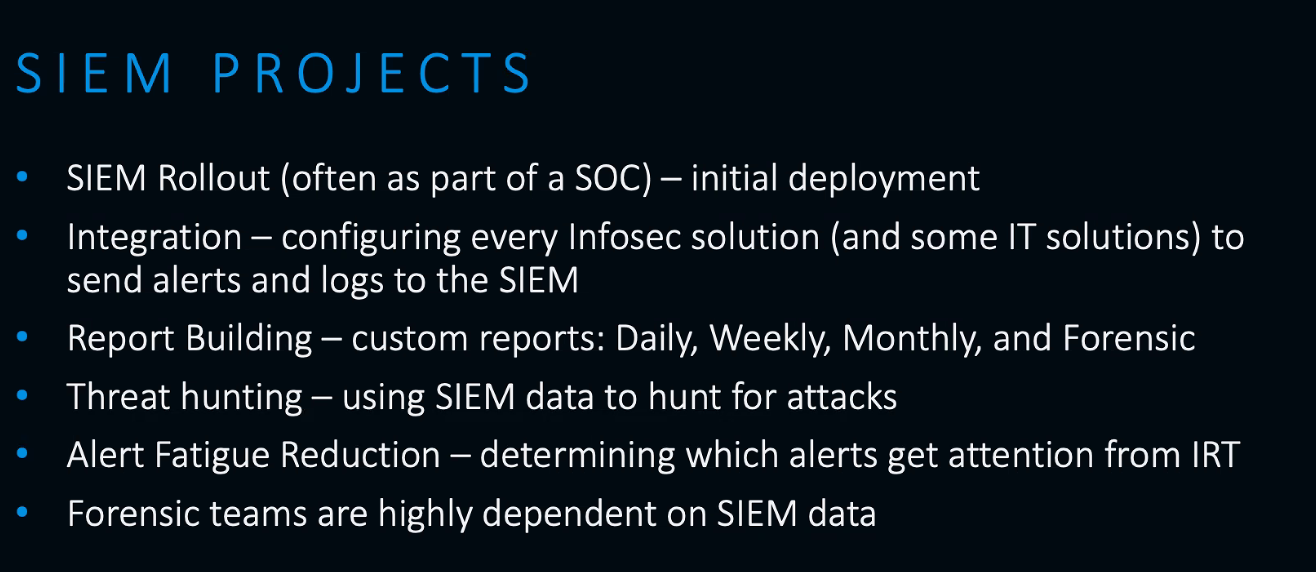 SIEM PROJECTS
• SIEM Rollout (often as part of a SOC) – initial deployment
• Integration – configuring every Infosec solution (and some IT solutions) to
send alerts and logs to the SIEM
• Report Building – custom reports: Daily, Weekly, Monthly, and Forensic
• Threat hunting – using SIEM data to hunt for attacks
• Alert Fatigue Reduction – determining which alerts get attention from IRT
• Forensic teams are highly dependent on SIEM data